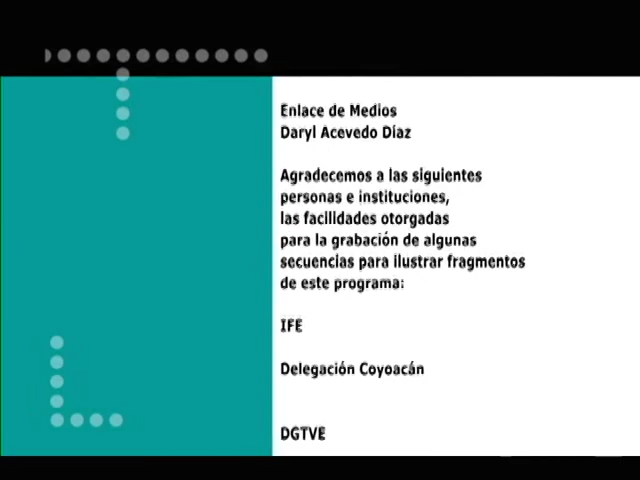 Enlace de Medios
Daryl Acevedo Díaz
Agradecemos a las siguientes
personas e instituciones,
las facilidades otorgadas
para la grabación de algunas
secuencias para ilustrar fragmentos
de este programa:
IFE
Delegación Coyoacán
DGTVE